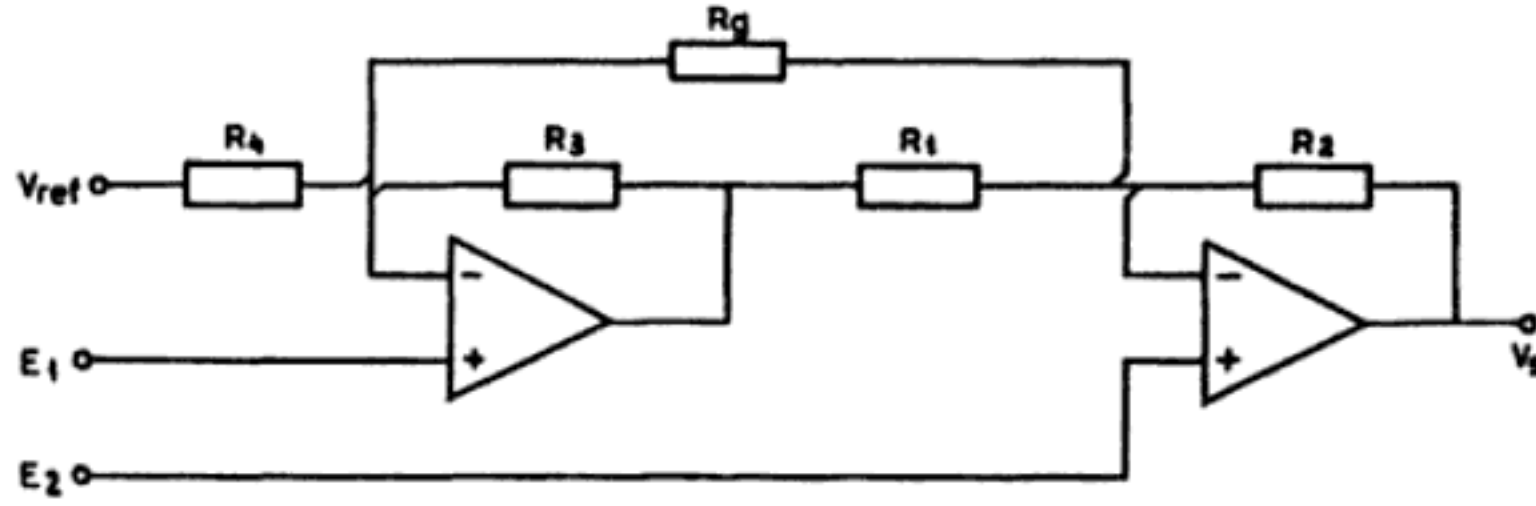 Rg
R4 R3 R1 R2
Vref
− −
E1 + +
E2